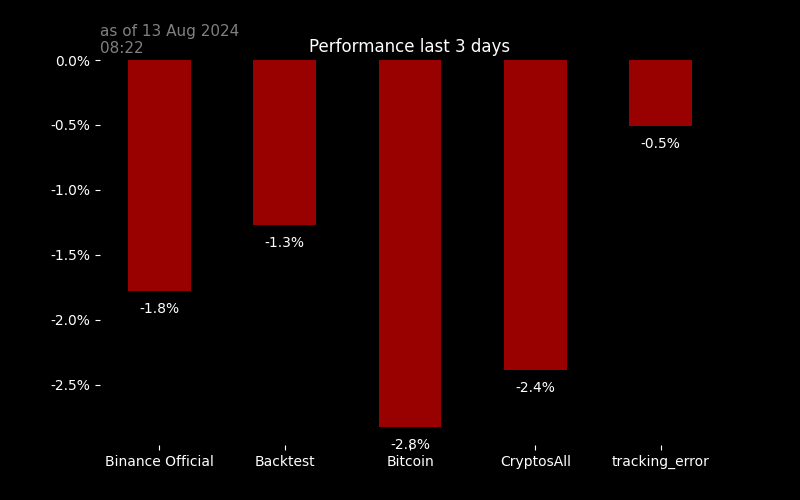 as of 13 Aug 2024
08:22
Performance last 3 days
0.0%
-0.5%
-1.0%
-1.5%
-2.0%
-2.5%
-1.8%
-1.3%
-2.8%
-2.4%
-0.5%
Binance Official
Backtest
Bitcoin
CryptosAll
tracking_error